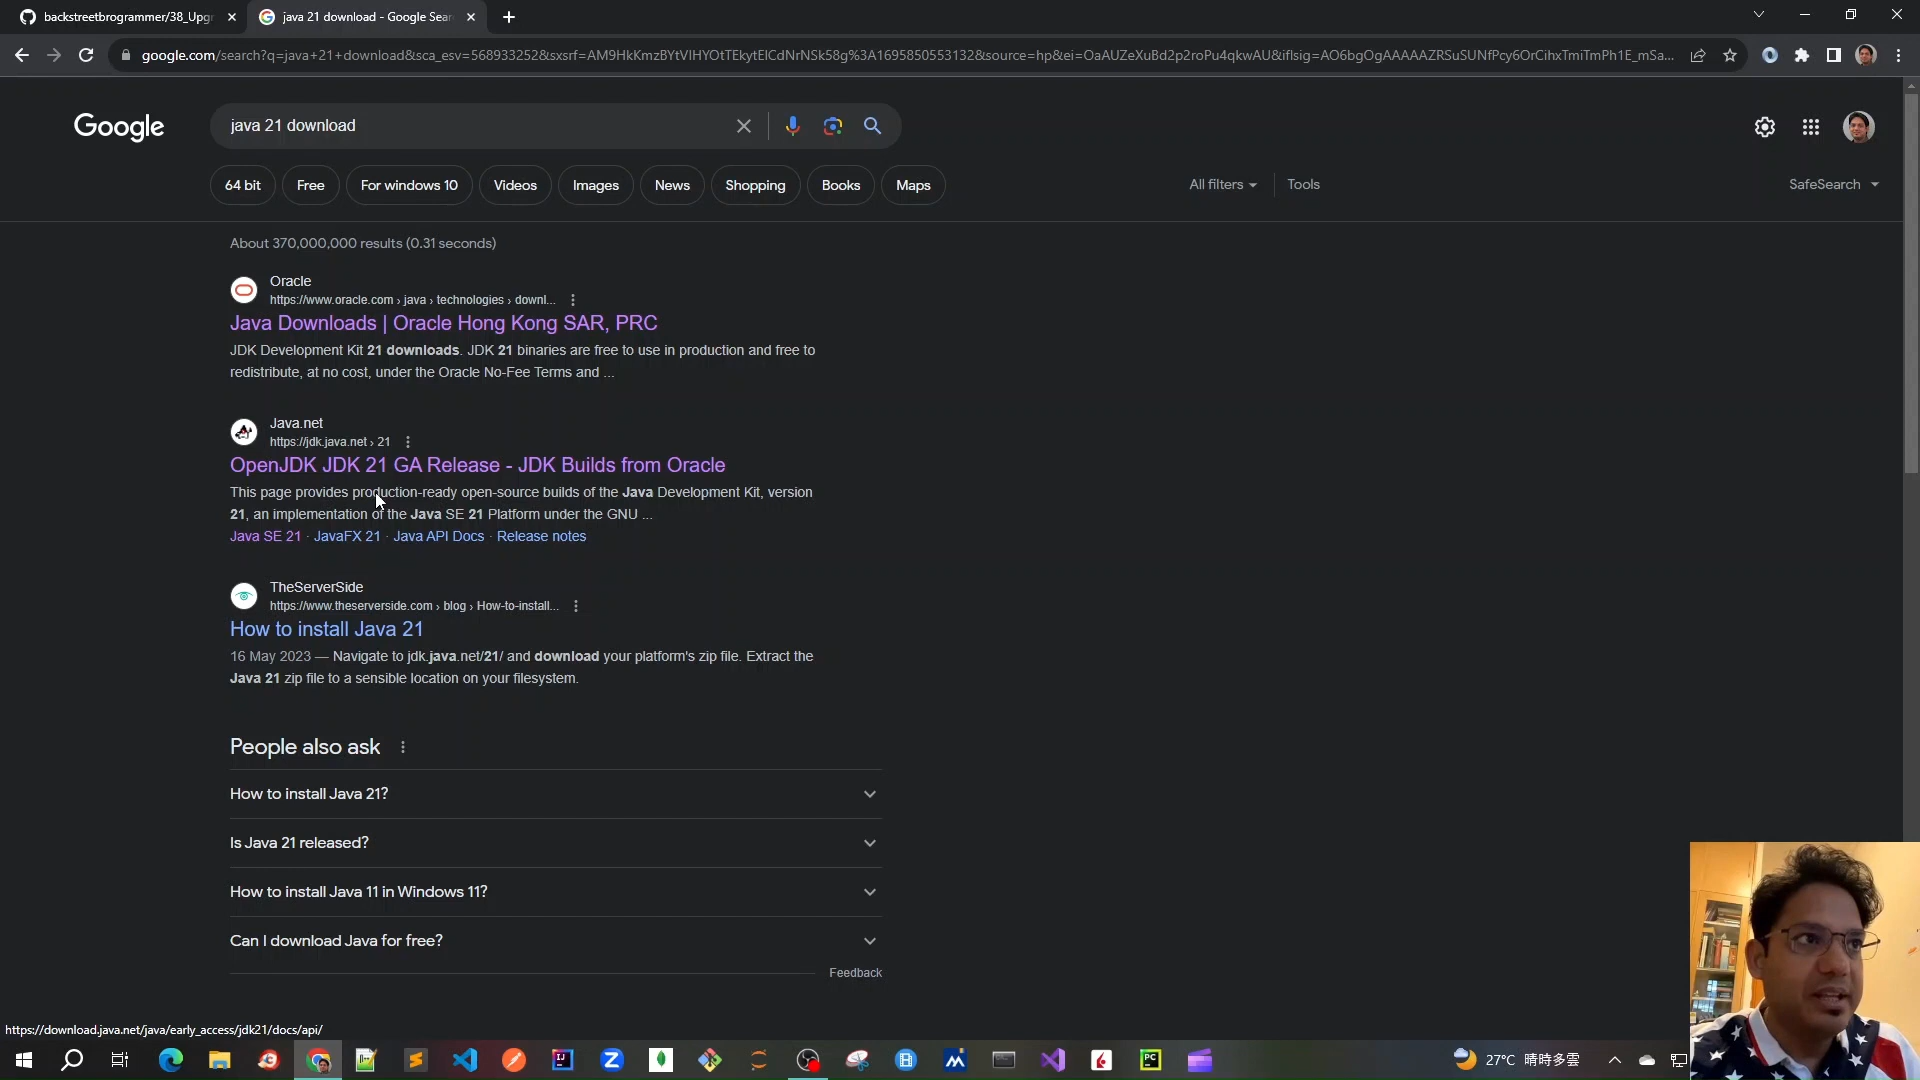 backstreetbrogrammer/38_Upgr
java 21 download - Google Sear
google.com/search?q=java+21+download&sca_esv=568933252&sxsrf=AM9HkKmzBYtVIHYOtTEkytElCdNrNSk58g%3A1695850553132&source=hp&ei=OaAUZeXuBd2p2roPu4qkwAU&iflsig=AO6bgOgAAAAAZRSuSUNfPcy6OrCihxTmiTmPh1E_mSa...
Google
java 21 download
64 bit
Free
For windows 10
Videos
Images
News
Shopping
Books
Maps
All filters
Tools
SafeSearch
About 370,000,000 results (0.31 seconds)
Oracle
https://www.oracle.com › java › technologies › downl...
Java Downloads | Oracle Hong Kong SAR, PRC
JDK Development Kit 21 downloads. JDK 21 binaries are free to use in production and free to
redistribute, at no cost, under the Oracle No-Fee Terms and ...
Java.net
https://jdk.java.net › 21
OpenJDK JDK 21 GA Release - JDK Builds from Oracle
This page provides production-ready open-source builds of the Java Development Kit, version
21, an implementation of the Java SE 21 Platform under the GNU ...
Java SE 21 · JavaFX 21 · Java API Docs · Release notes
TheServerSide
https://www.theserverside.com › blog › How-to-install...
How to install Java 21
16 May 2023 — Navigate to jdk.java.net/21/ and download your platform's zip file. Extract the
Java 21 zip file to a sensible location on your filesystem.
People also ask
How to install Java 21?
Is Java 21 released?
How to install Java 11 in Windows 11?
Can I download Java for free?
Feedback
https://download.java.net/java/early_access/jdk21/docs/api/
27°C 晴時多雲